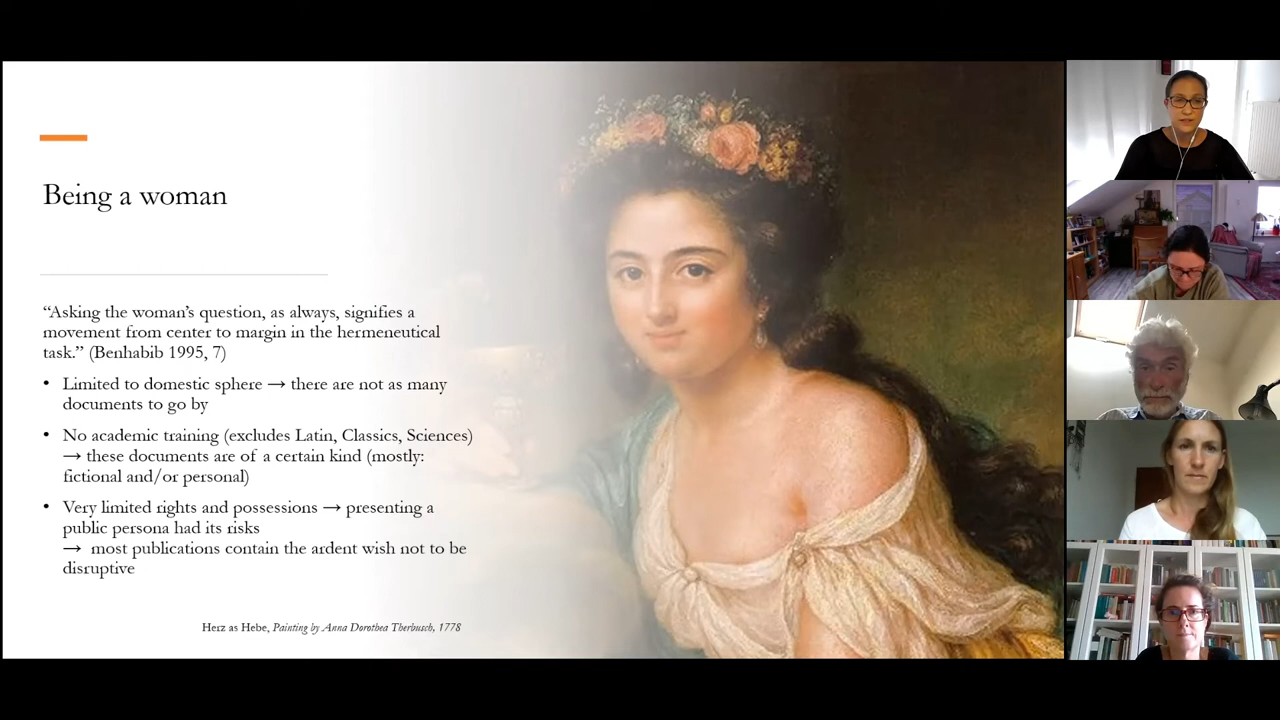 Being a woman
“Asking the woman’s question, as always, signifies a
movement from center to margin in the hermeneutical
task.” (Benhabib 1995, 7)
• Limited to domestic sphere → there are not as many
documents to go by
• No academic training (excludes Latin, Classics, Sciences)
→ these documents are of a certain kind (mostly:
fictional and/or personal)
• Very limited rights and possessions → presenting a
public persona had its risks
→ most publications contain the ardent wish not to be
disruptive
Herz as Hebe, Painting by Anna Dorothea Therbusch, 1778